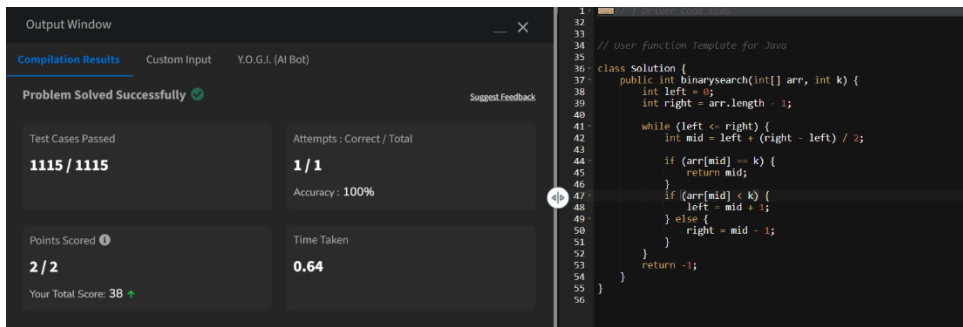 Output Window
Compilation Results Custom Input Y.O.G.I. (AI Bot)
Problem Solved Successfully
Suggest Feedback
Test Cases Passed
1115 / 1115
Attempts : Correct / Total
1 / 1
Accuracy : 100%
Points Scored
2 / 2
Your Total Score: 38
Time Taken
0.64
1 // } Driver Code Ends
32
33
34 // User function Template for Java
35
36 class Solution {
37 public int binarysearch(int[] arr, int k) {
38 int left = 0;
39 int right = arr.length - 1;
40
41 while (left <= right) {
42 int mid = left + (right - left) / 2;
43
44 if (arr[mid] == k) {
45 return mid;
46 }
47 if (arr[mid] < k) {
48 left = mid + 1;
49 } else {
50 right = mid - 1;
51 }
52 }
53 return -1;
54 }
55 }
56